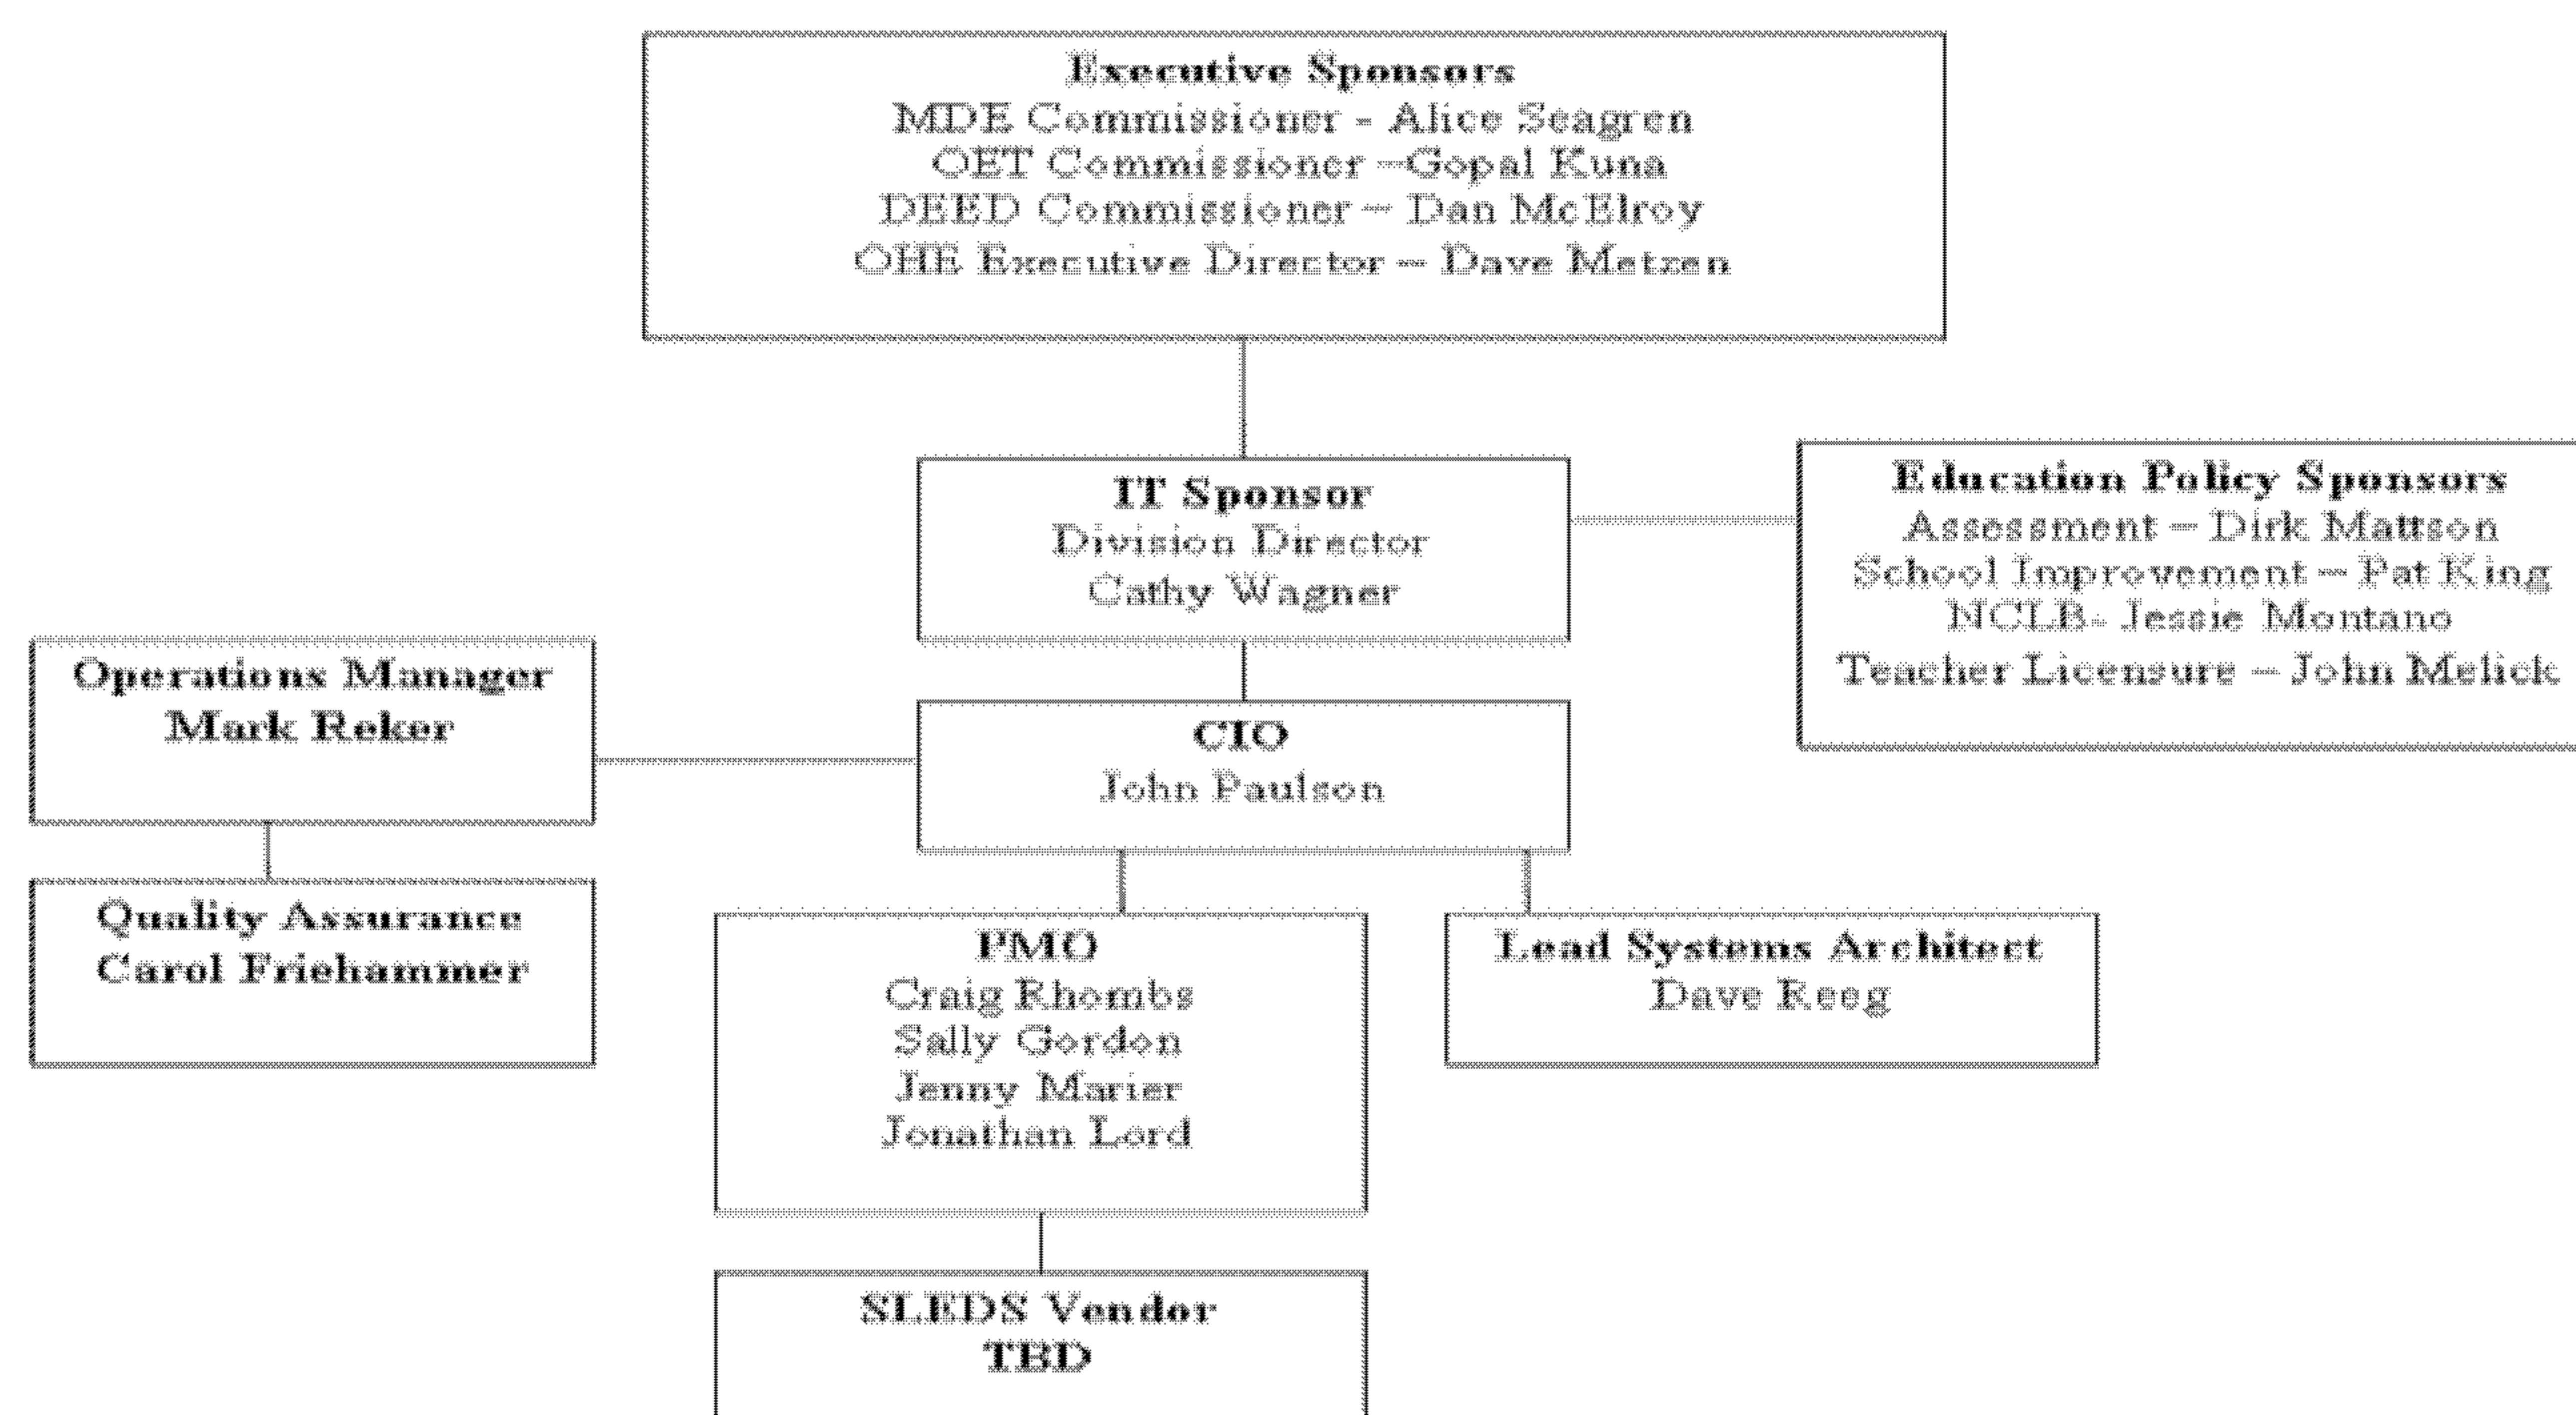 Executive Sponsors
MDE Commissioner - Alice Seagren
OET Commissioner –Gopal Kuna
DEED Commissioner – Dan McElroy
OHE Executive Director – Dave Metzen
IT Sponsor
Division Director
Cathy Wagner
Education Policy Sponsors
Assessment – Dirk Mattson
School Improvement – Pat King
NCLB- Jessie Montano
Teacher Licensure – John Melick
Operations Manager
Mark Reker
CIO
John Paulson
Quality Assurance
Carol Friehammer
PMO
Craig Rhombs
Sally Gordon
Jenny Marier
Jonathan Lord
Lead Systems Architect
Dave Reeg
SLEDS Vendor
TBD